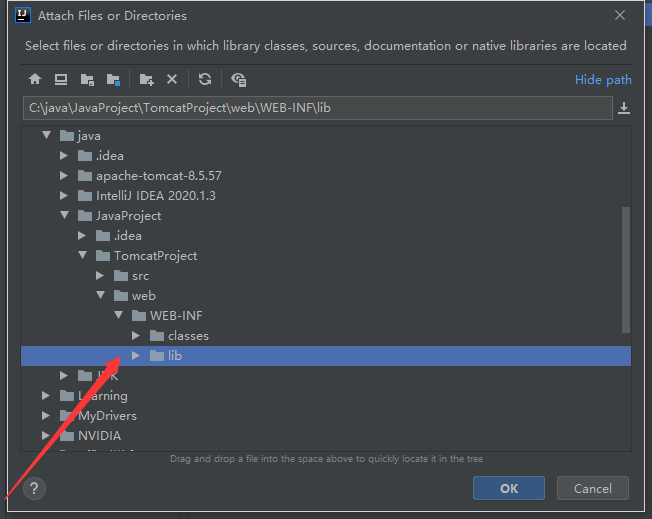 Attach Files or Directories
Select files or directories in which library classes, sources, documentation or native libraries are located
Hide path
C:\java\JavaProject\TomcatProject\web\WEB-INF\lib
java
.idea
apache-tomcat-8.5.57
IntelliJ IDEA 2020.1.3
JavaProject
.idea
TomcatProject
src
web
WEB-INF
classes
lib
Learning
MyDrivers
NVIDIA
Drag and drop a file into the space above to quickly locate it in the tree
?
OK
Cancel